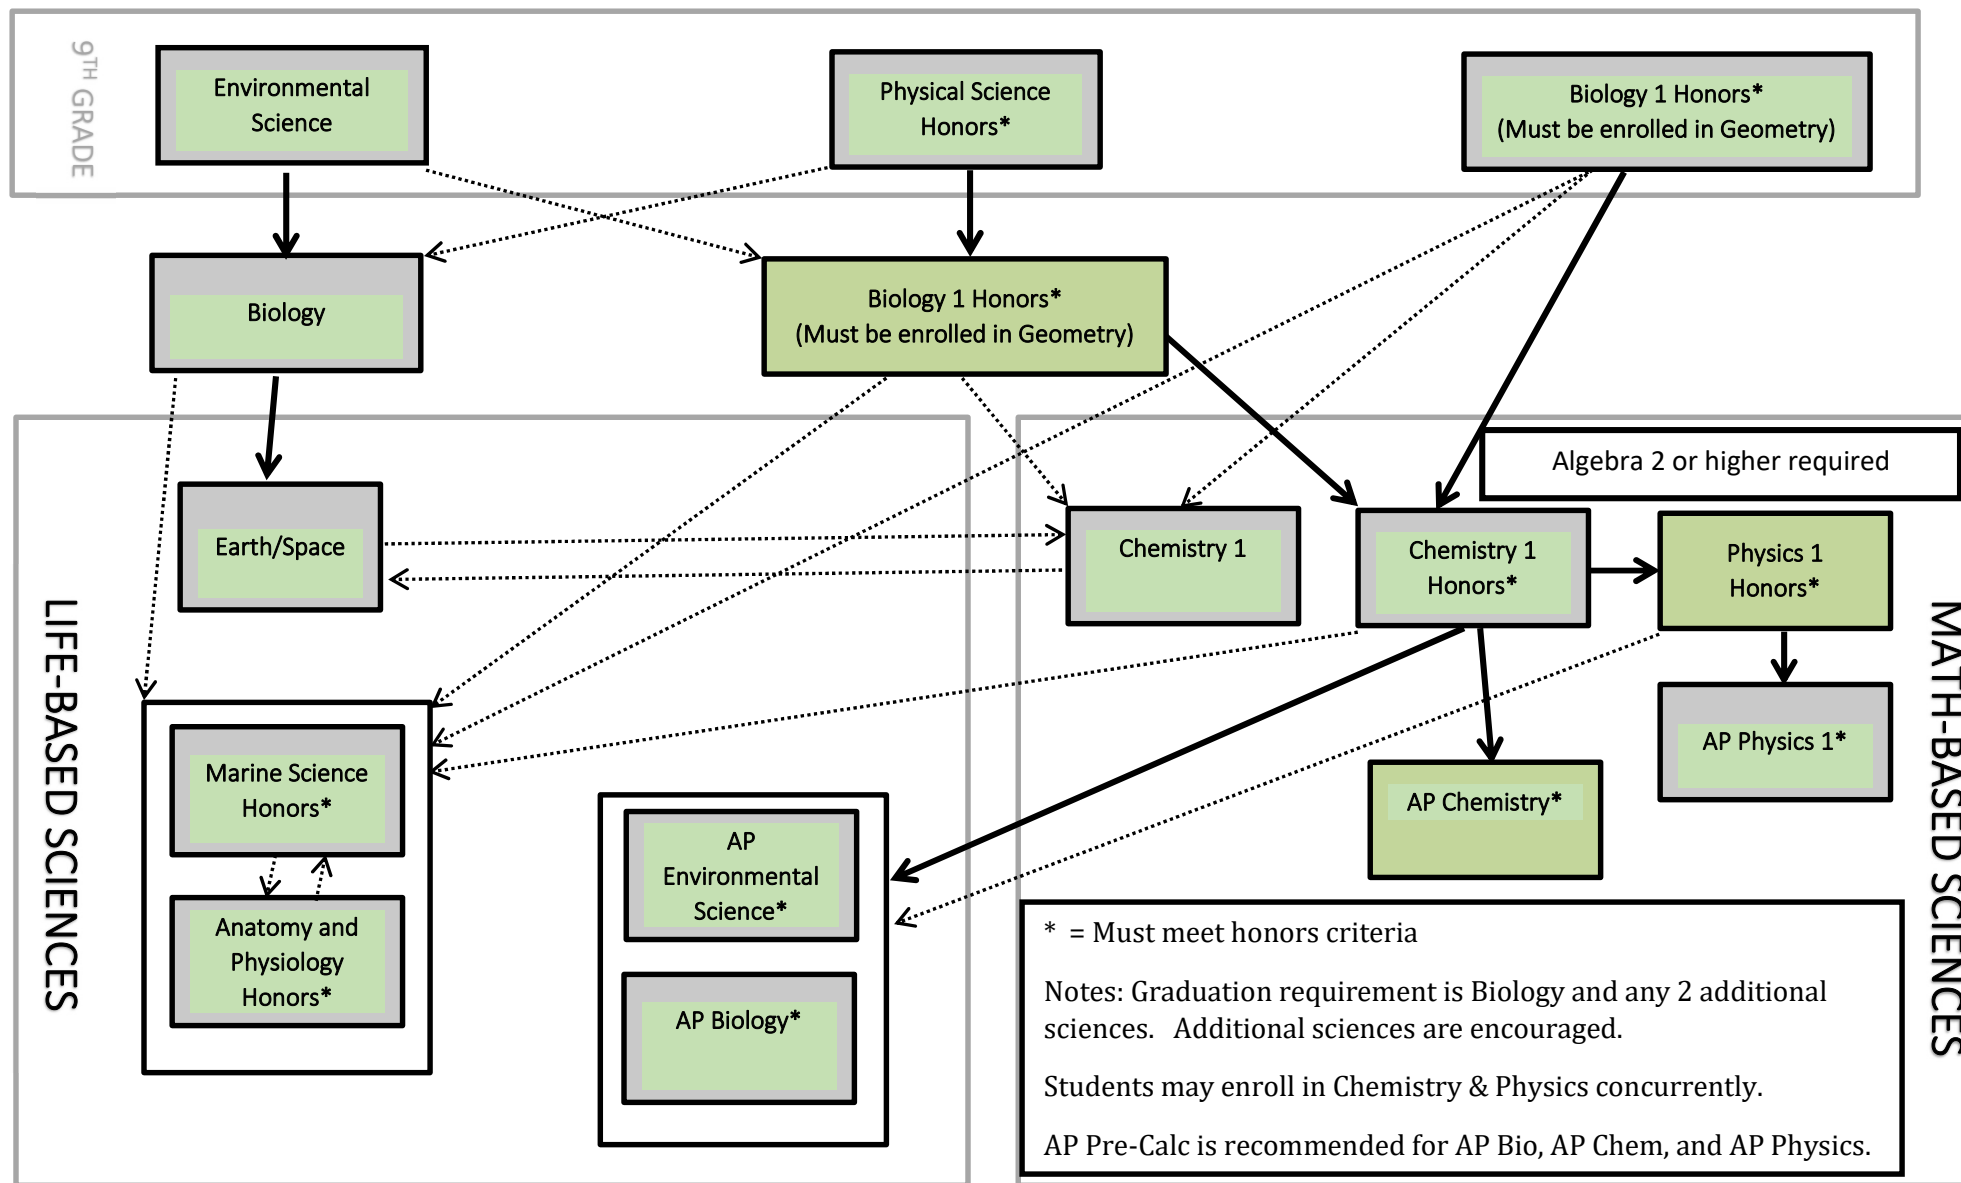 9TH GRADE
Environmental
Science
Physical Science
Honors*
Biology 1 Honors*
(Must be enrolled in Geometry)
Biology
Biology 1 Honors*
(Must be enrolled in Geometry)
LIFE-BASED SCIENCES
MATH-BASED SCIENCES
Algebra 2 or higher required
Earth/Space
Chemistry 1
Chemistry 1
Honors*
Physics 1
Honors*
Marine Science
Honors*
Anatomy and
Physiology
Honors*
AP
Environmental
Science*
AP Biology*
AP Chemistry*
AP Physics 1*
* = Must meet honors criteria
Notes: Graduation requirement is Biology and any 2 additional
sciences. Additional sciences are encouraged.
Students may enroll in Chemistry & Physics concurrently.
AP Pre-Calc is recommended for AP Bio, AP Chem, and AP Physics.